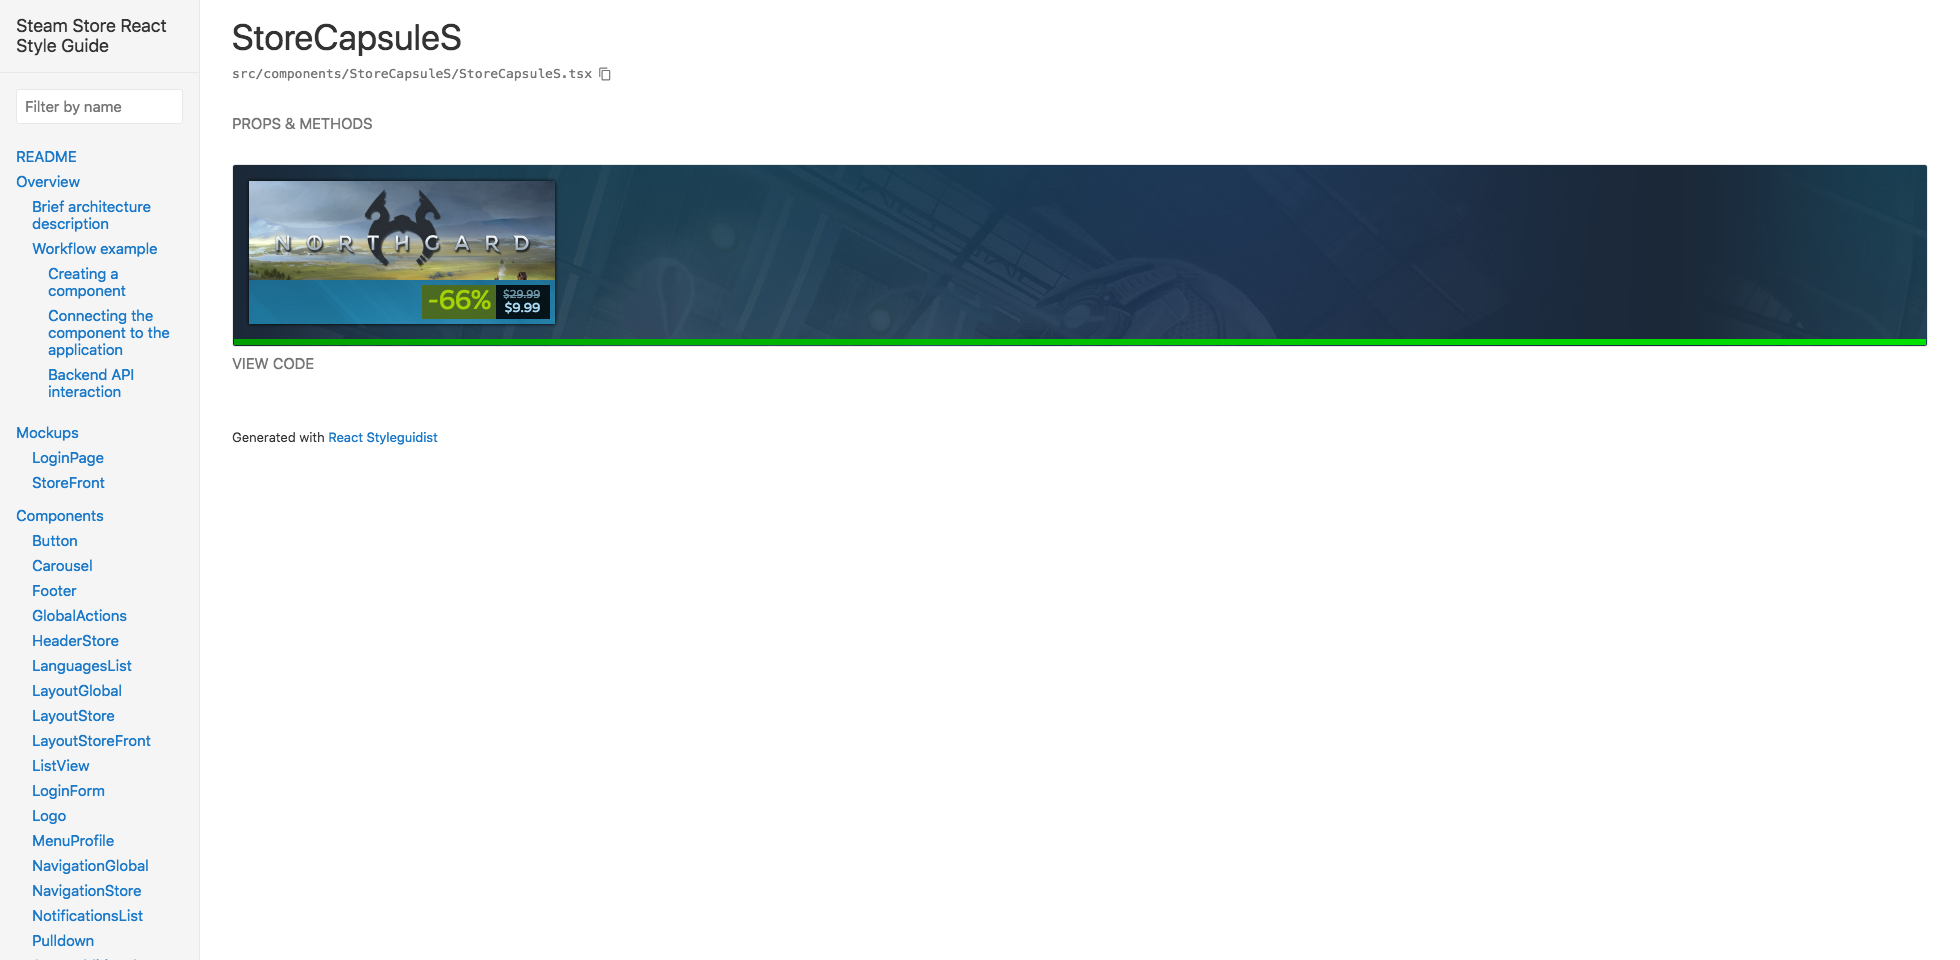 Steam Store React
Style Guide
Filter by name
README
Overview
Brief architecture
description
Workflow example
Creating a
component
Connecting the
component to the
application
Backend API
interaction
Mockups
LoginPage
StoreFront
Components
Button
Carousel
Footer
GlobalActions
HeaderStore
LanguagesList
LayoutGlobal
LayoutStore
LayoutStoreFront
ListView
LoginForm
Logo
MenuProfile
NavigationGlobal
NavigationStore
NotificationsList
Pulldown
StoreCapsuleS
src/components/StoreCapsuleS/StoreCapsuleS.tsx
PROPS & METHODS
NORTHGARD
-66%
$29.99
$9.99
VIEW CODE
Generated with React Styleguidist